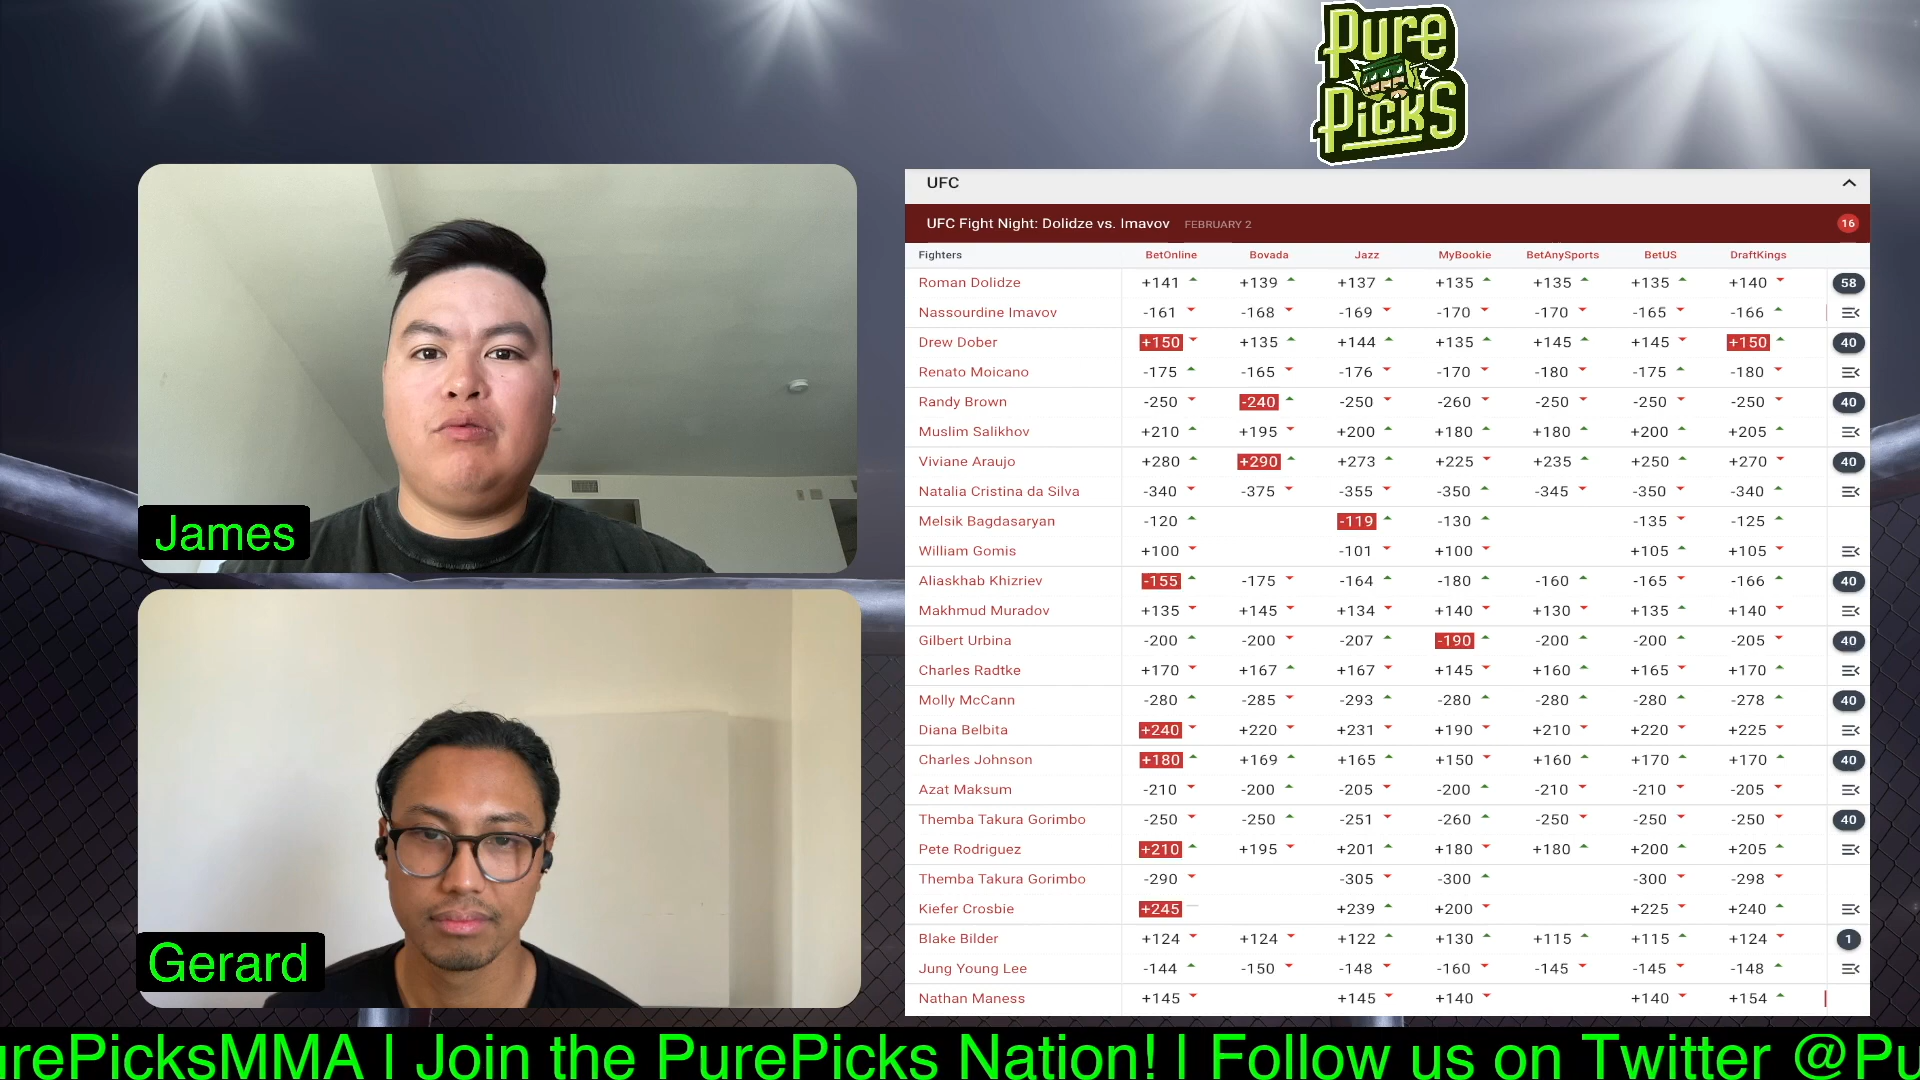 Pure
Picks
UFC
UFC Fight Night: Dolidze vs. Imavov FEBRUARY 2 16
Fighters BetOnline Bovada Jazz MyBookie BetAnySports BetUS DraftKings
Roman Dolidze +141 +139 +137 +135 +135 +135 +140 58
Nassourdine Imavov -161 -168 -169 -170 -170 -165 -166
Drew Dober +150 +135 +144 +135 +145 +145 +150 40
Renato Moicano -175 -165 -176 -170 -180 -175 -180
Randy Brown -250 -240 -250 -260 -250 -250 -250 40
Muslim Salikhov +210 +195 +200 +180 +180 +200 +205
Viviane Araujo +280 +290 +273 +225 +235 +250 +270 40
Natalia Cristina da Silva -340 -375 -355 -350 -345 -350 -340
Melsik Bagdasaryan -120 -119 -130 -135 -125
William Gomis +100 -101 +100 +105 +105
Aliaskhab Khizriev -155 -175 -164 -180 -160 -165 -166 40
Makhmud Muradov +135 +145 +134 +140 +130 +135 +140
Gilbert Urbina -200 -200 -207 -190 -200 -200 -205 40
Charles Radtke +170 +167 +167 +145 +160 +165 +170
Molly McCann -280 -285 -293 -280 -280 -280 -278 40
Diana Belbita +240 +220 +231 +190 +210 +220 +225
Charles Johnson +180 +169 +165 +150 +160 +170 +170 40
Azat Maksum -210 -200 -205 -200 -210 -210 -205
Themba Takura Gorimbo -250 -250 -251 -260 -250 -250 -250 40
Pete Rodriguez +210 +195 +201 +180 +180 +200 +205
Themba Takura Gorimbo -290 -305 -300 -300 -298
Kiefer Crosbie +245 +239 +200 +225 +240
Blake Bilder +124 +124 +122 +130 +115 +115 +124 1
Jung Young Lee -144 -150 -148 -160 -145 -145 -148
Nathan Maness +145 +145 +140 +140 +154
James
Gerard
urePicksMMA | Join the PurePicks Nation! | Follow us on Twitter @Pu